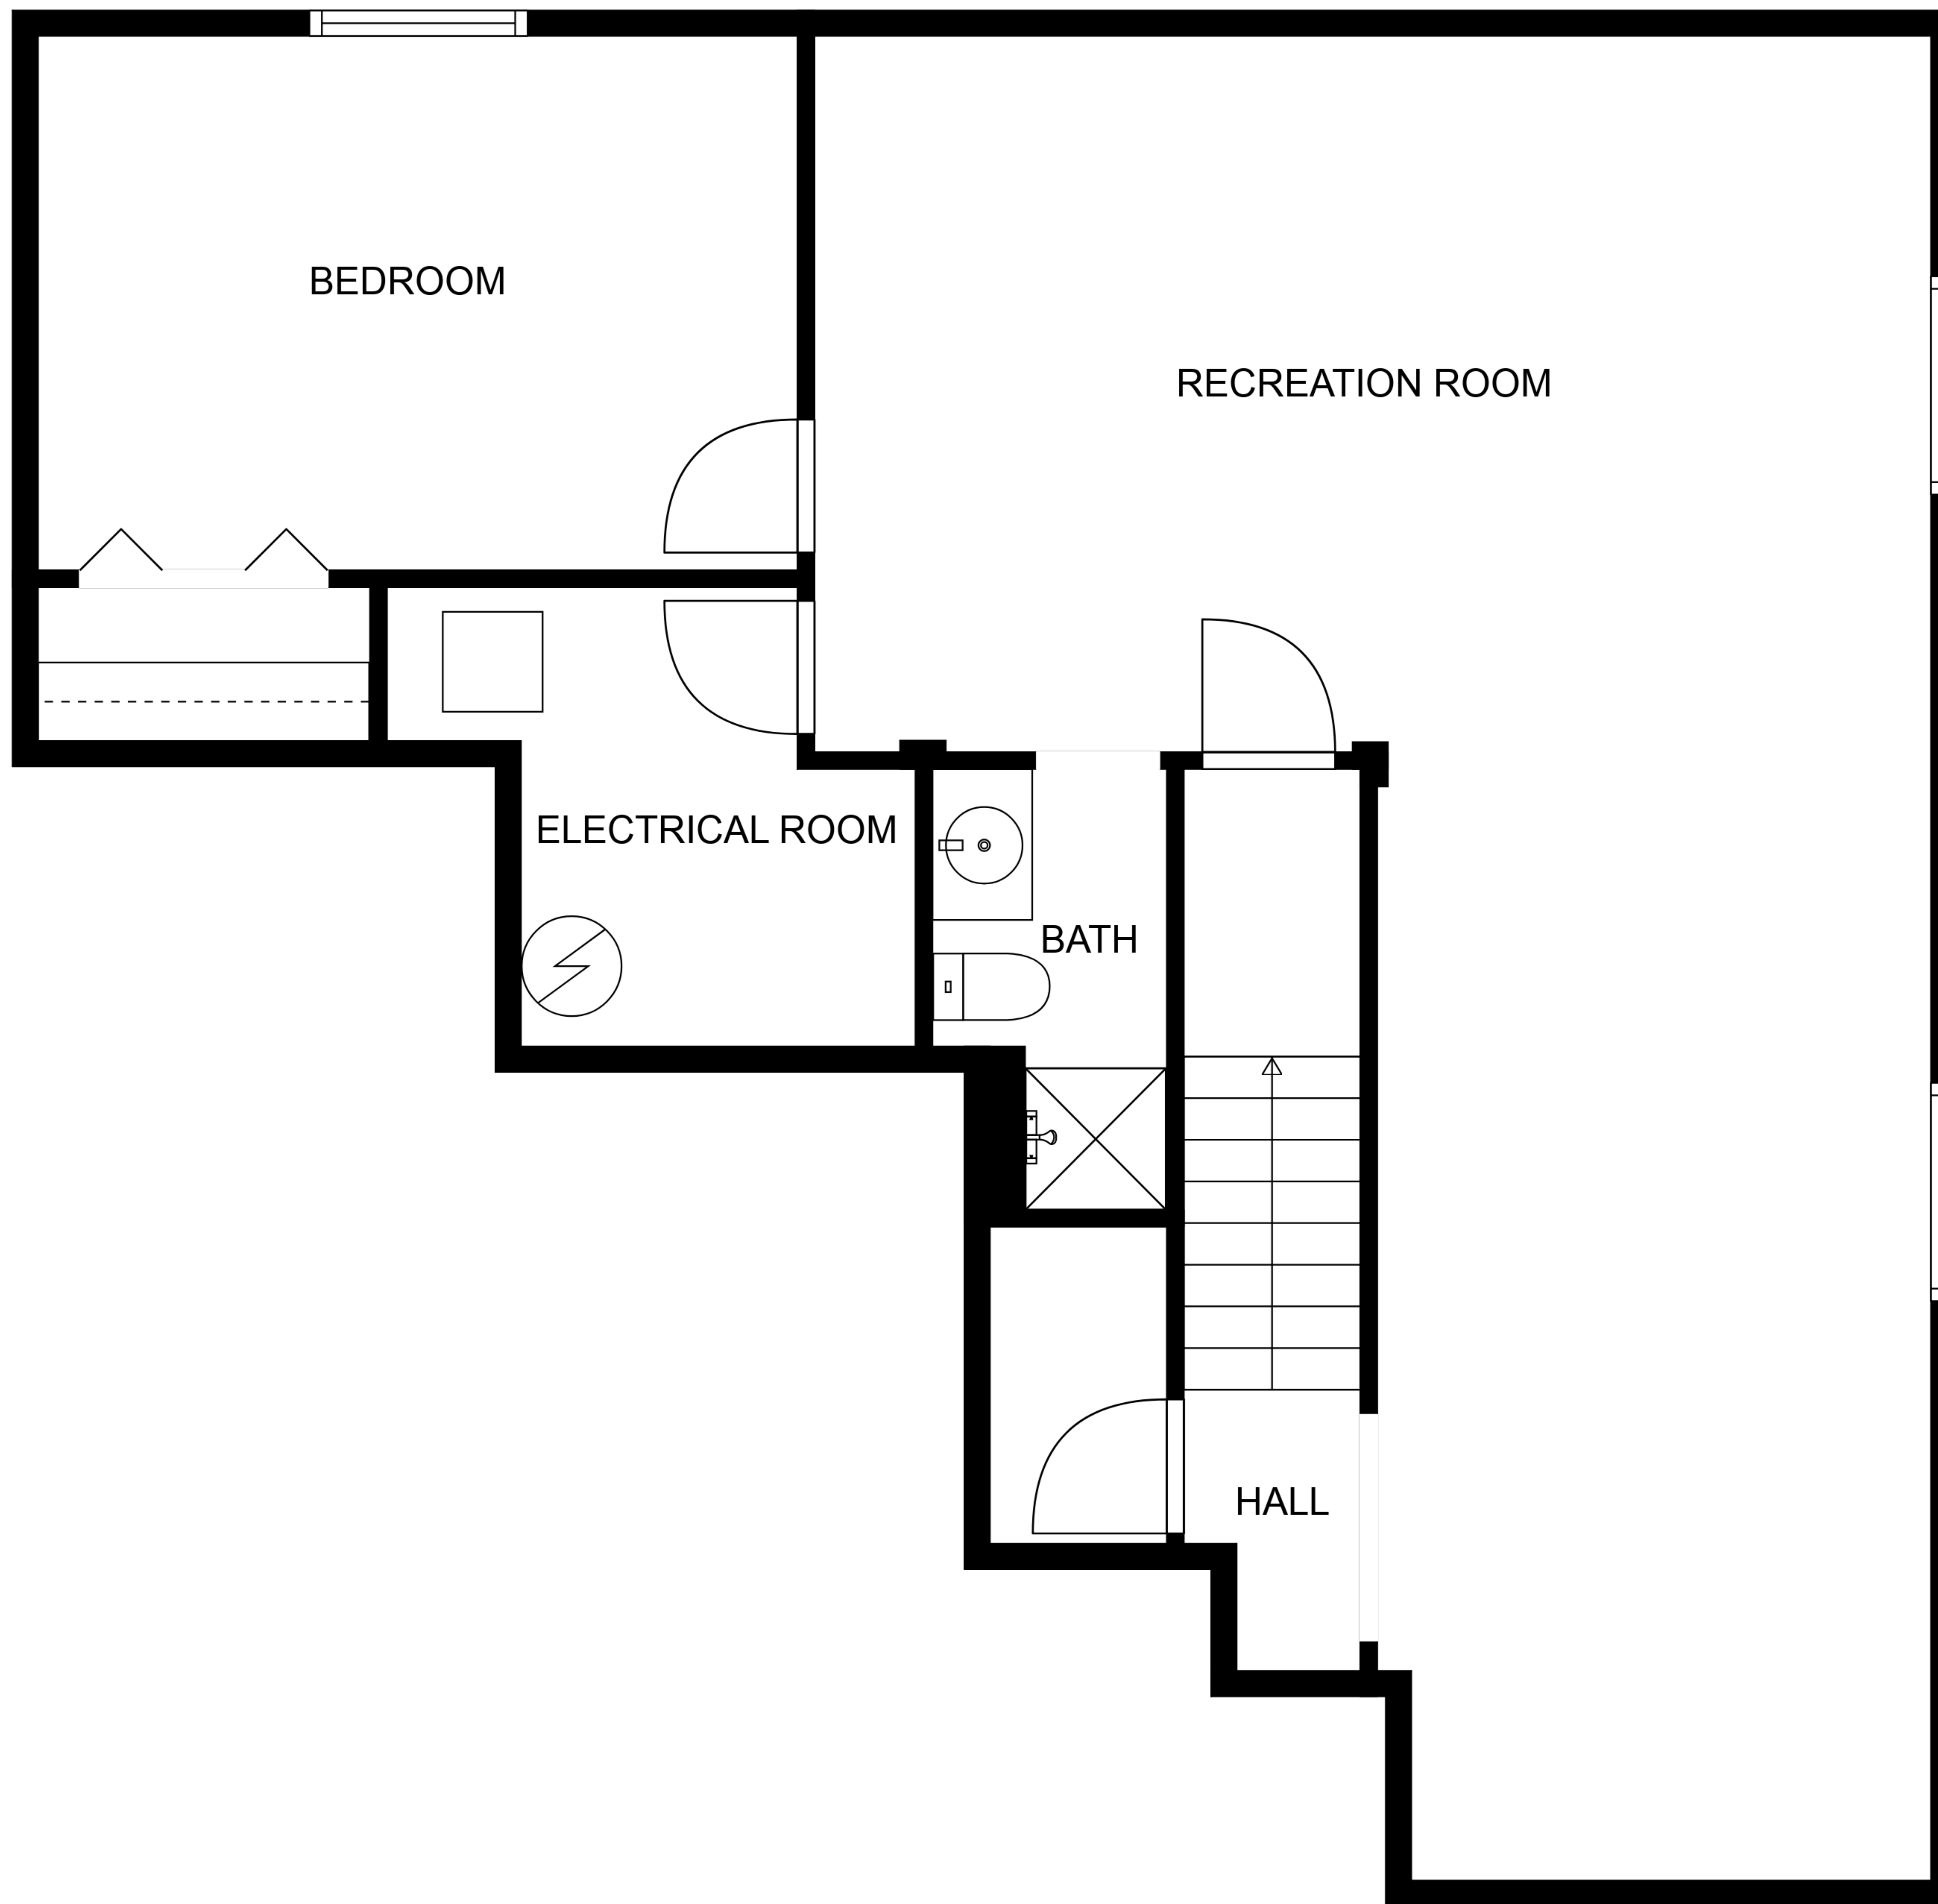 BEDROOM
RECREATION ROOM
ELECTRICAL ROOM
BATH
HALL